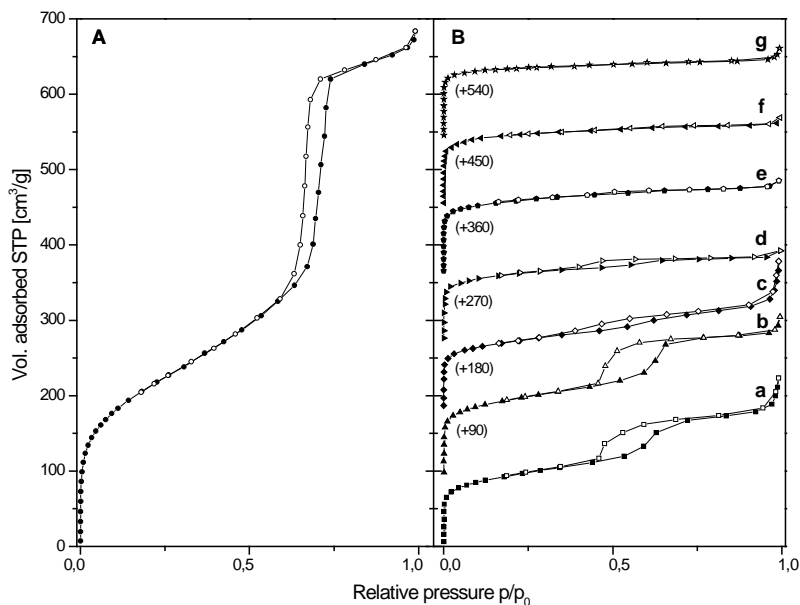 700
600
500
400
300
200
100
0
Vol. adsorbed STP [cm³/g]
A
B
g
(+540)
f
(+450)
e
(+360)
d
(+270)
c
(+180)
b
(+90)
a
0,0 0,5 1,0 0,0 0,5 1,0
Relative pressure p/p₀